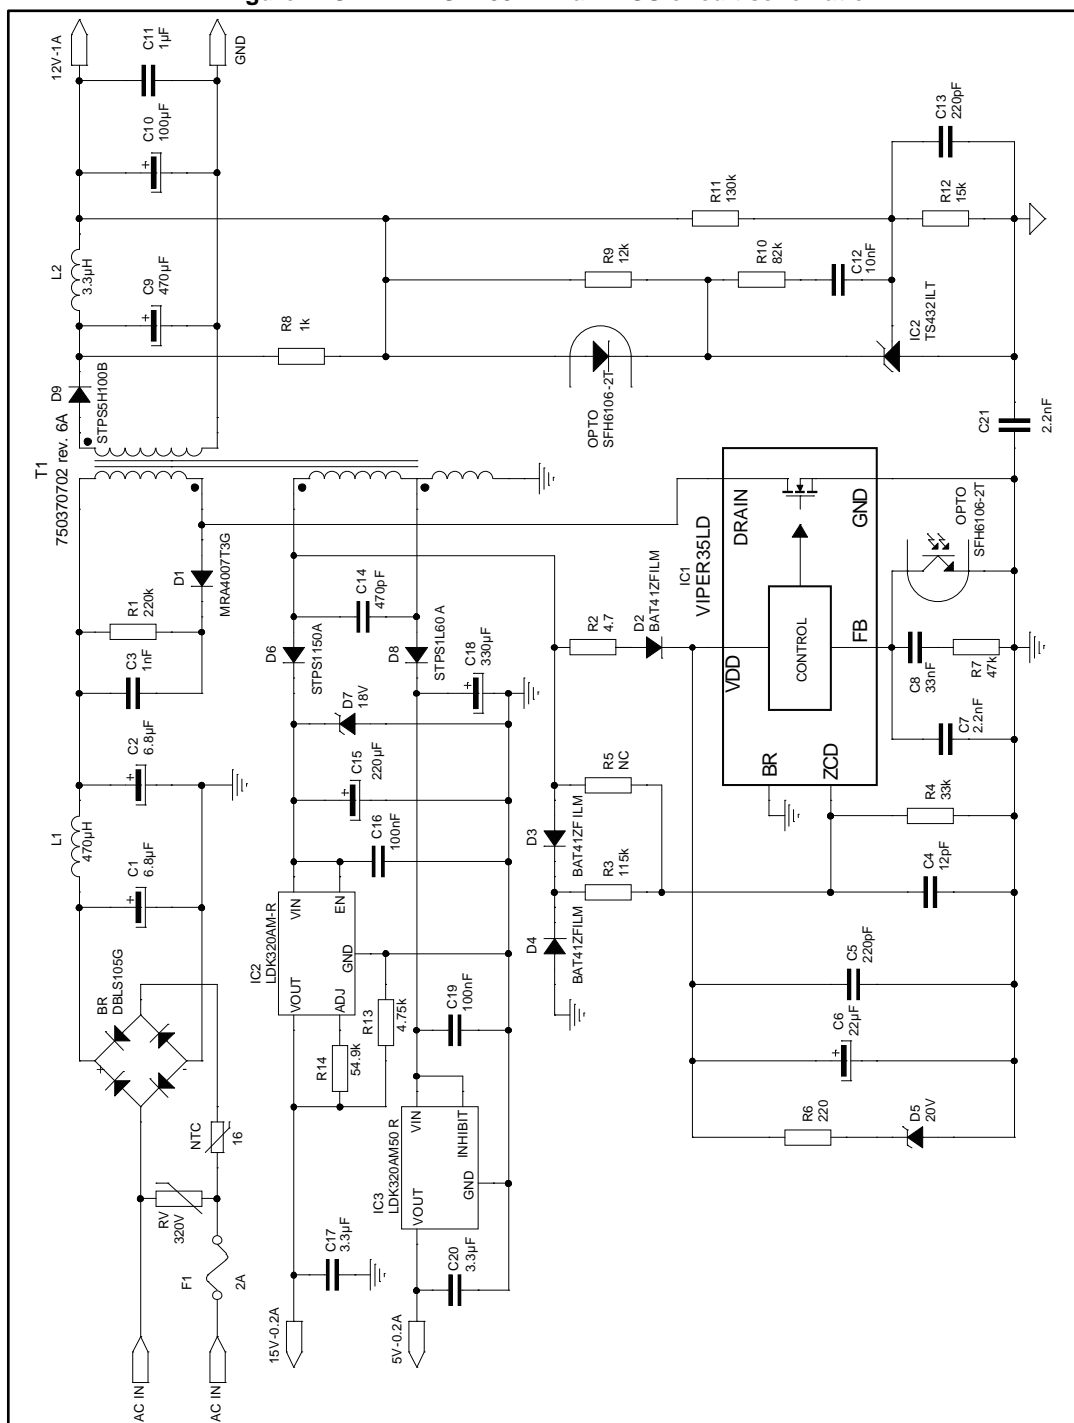 AC IN
AC IN
F1
2A
RV
320V
NTC
16
BR
DBLS105G
+
-
C1
6.8µF
+
L1
470µH
C2
6.8µF
+
C3
1nF
R1
220k
D1
MRA4007T3G
T1
750370702 rev. 6A
D9
STPS5H100B
C9
470µF
+
L2
3.3µH
C10
100µF
+
C11
1µF
12V-1A
GND
15V-0.2A
5V-0.2A
C17
3.3µF
C20
3.3µF
IC3
LDK320AM50 R
VOUT
VIN
INHIBIT
GND
R14
54.9k
R13
4.75k
IC2
LDK320AM-R
VOUT
VIN
ADJ
EN
GND
C19
100nF
C16
100nF
C15
220µF
+
D7
18V
D6
STPS1150A
C14
470pF
D8
STPS1L60 A
C18
330µF
+
R8
1k
D4
BAT41ZFILM
D3
BAT41ZFILM
R3
115k
R5
NC
R2
4.7
D2
BAT41ZFILM
OPTO
SFH6106-2T
R9
12k
R11
130k
R10
82k
C12
10nF
IC2
TS432ILT
R12
15k
C13
220pF
C21
2.2nF
IC1
VIPER35LD
DRAIN
VDD
CONTROL
GND
BR
ZCD
FB
OPTO
SFH6106-2T
C8
33nF
R7
47k
C7
2.2nF
R4
33k
C4
12pF
C5
220pF
C6
22µF
+
R6
220
D5
20V